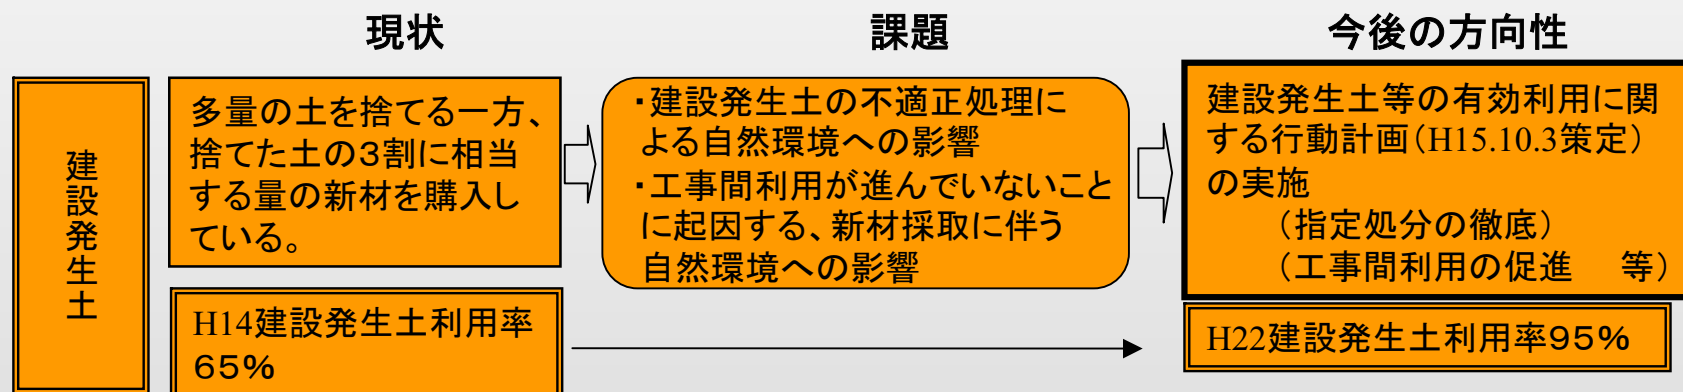 現状
課題
今後の方向性
建設発生土
多量の土を捨てる一方、
捨てた土の3割に相当
する量の新材を購入し
ている。
・建設発生土の不適正処理に
よる自然環境への影響
・工事間利用が進んでいないこと
に起因する、新材採取に伴う
自然環境への影響
建設発生土等の有効利用に関
する行動計画（H15.10.3策定）
の実施
（指定処分の徹底）
（工事間利用の促進　等）
H14建設発生土利用率
６５%
H22建設発生土利用率９５%